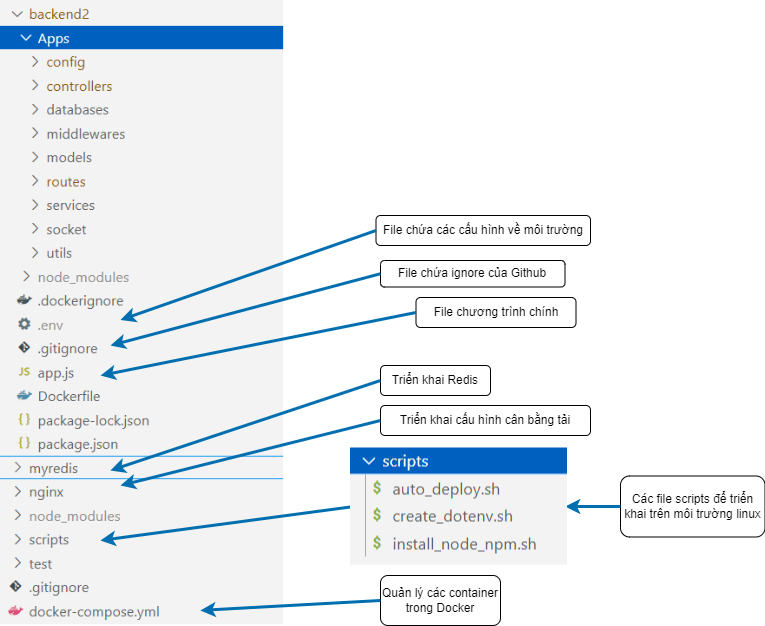 backend2
Apps
config
controllers
databases
middlewares
models
routes
services
socket
utils
node_modules
.dockerignore
.env
.gitignore
JS app.js
Dockerfile
{} package-lock.json
{} package.json
myredis
nginx
node_modules
scripts
test
.gitignore
docker-compose.yml
File chứa các cấu hình về môi trường
File chứa ignore của Github
File chương trình chính
Triển khai Redis
Triển khai cấu hình cân bằng tải
scripts
$ auto_deploy.sh
$ create_dotenv.sh
$ install_node_npm.sh
Các file scripts để triển
khai trên môi trường linux
Quản lý các container
trong Docker